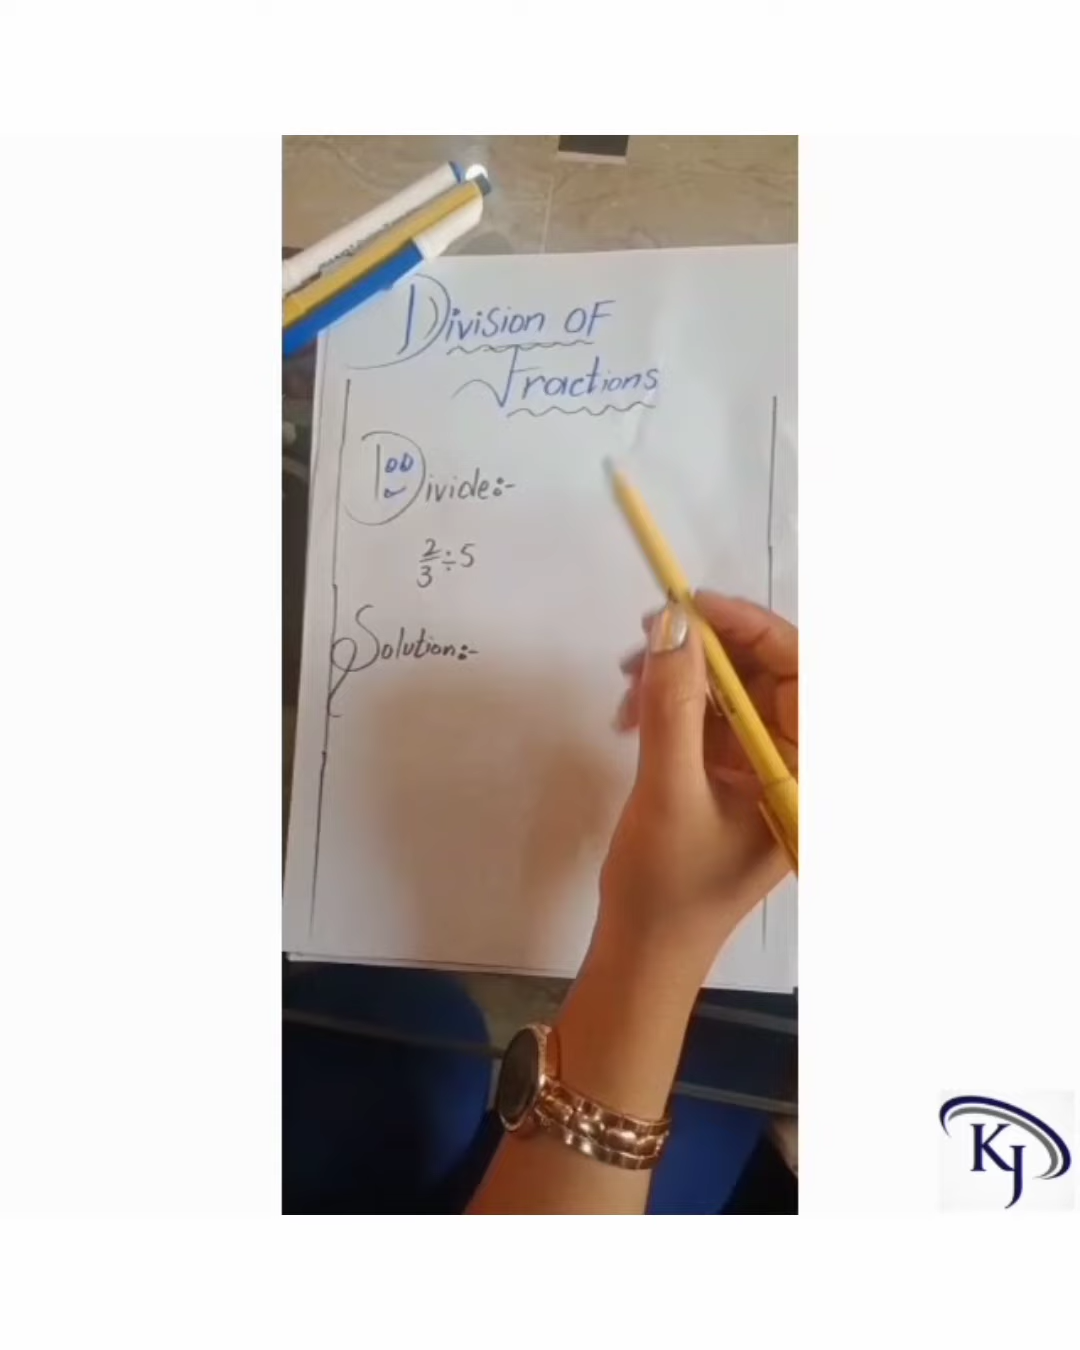 Division of
Fractions
Divide:-
2/3 ÷ 5
Solution:-
KJ